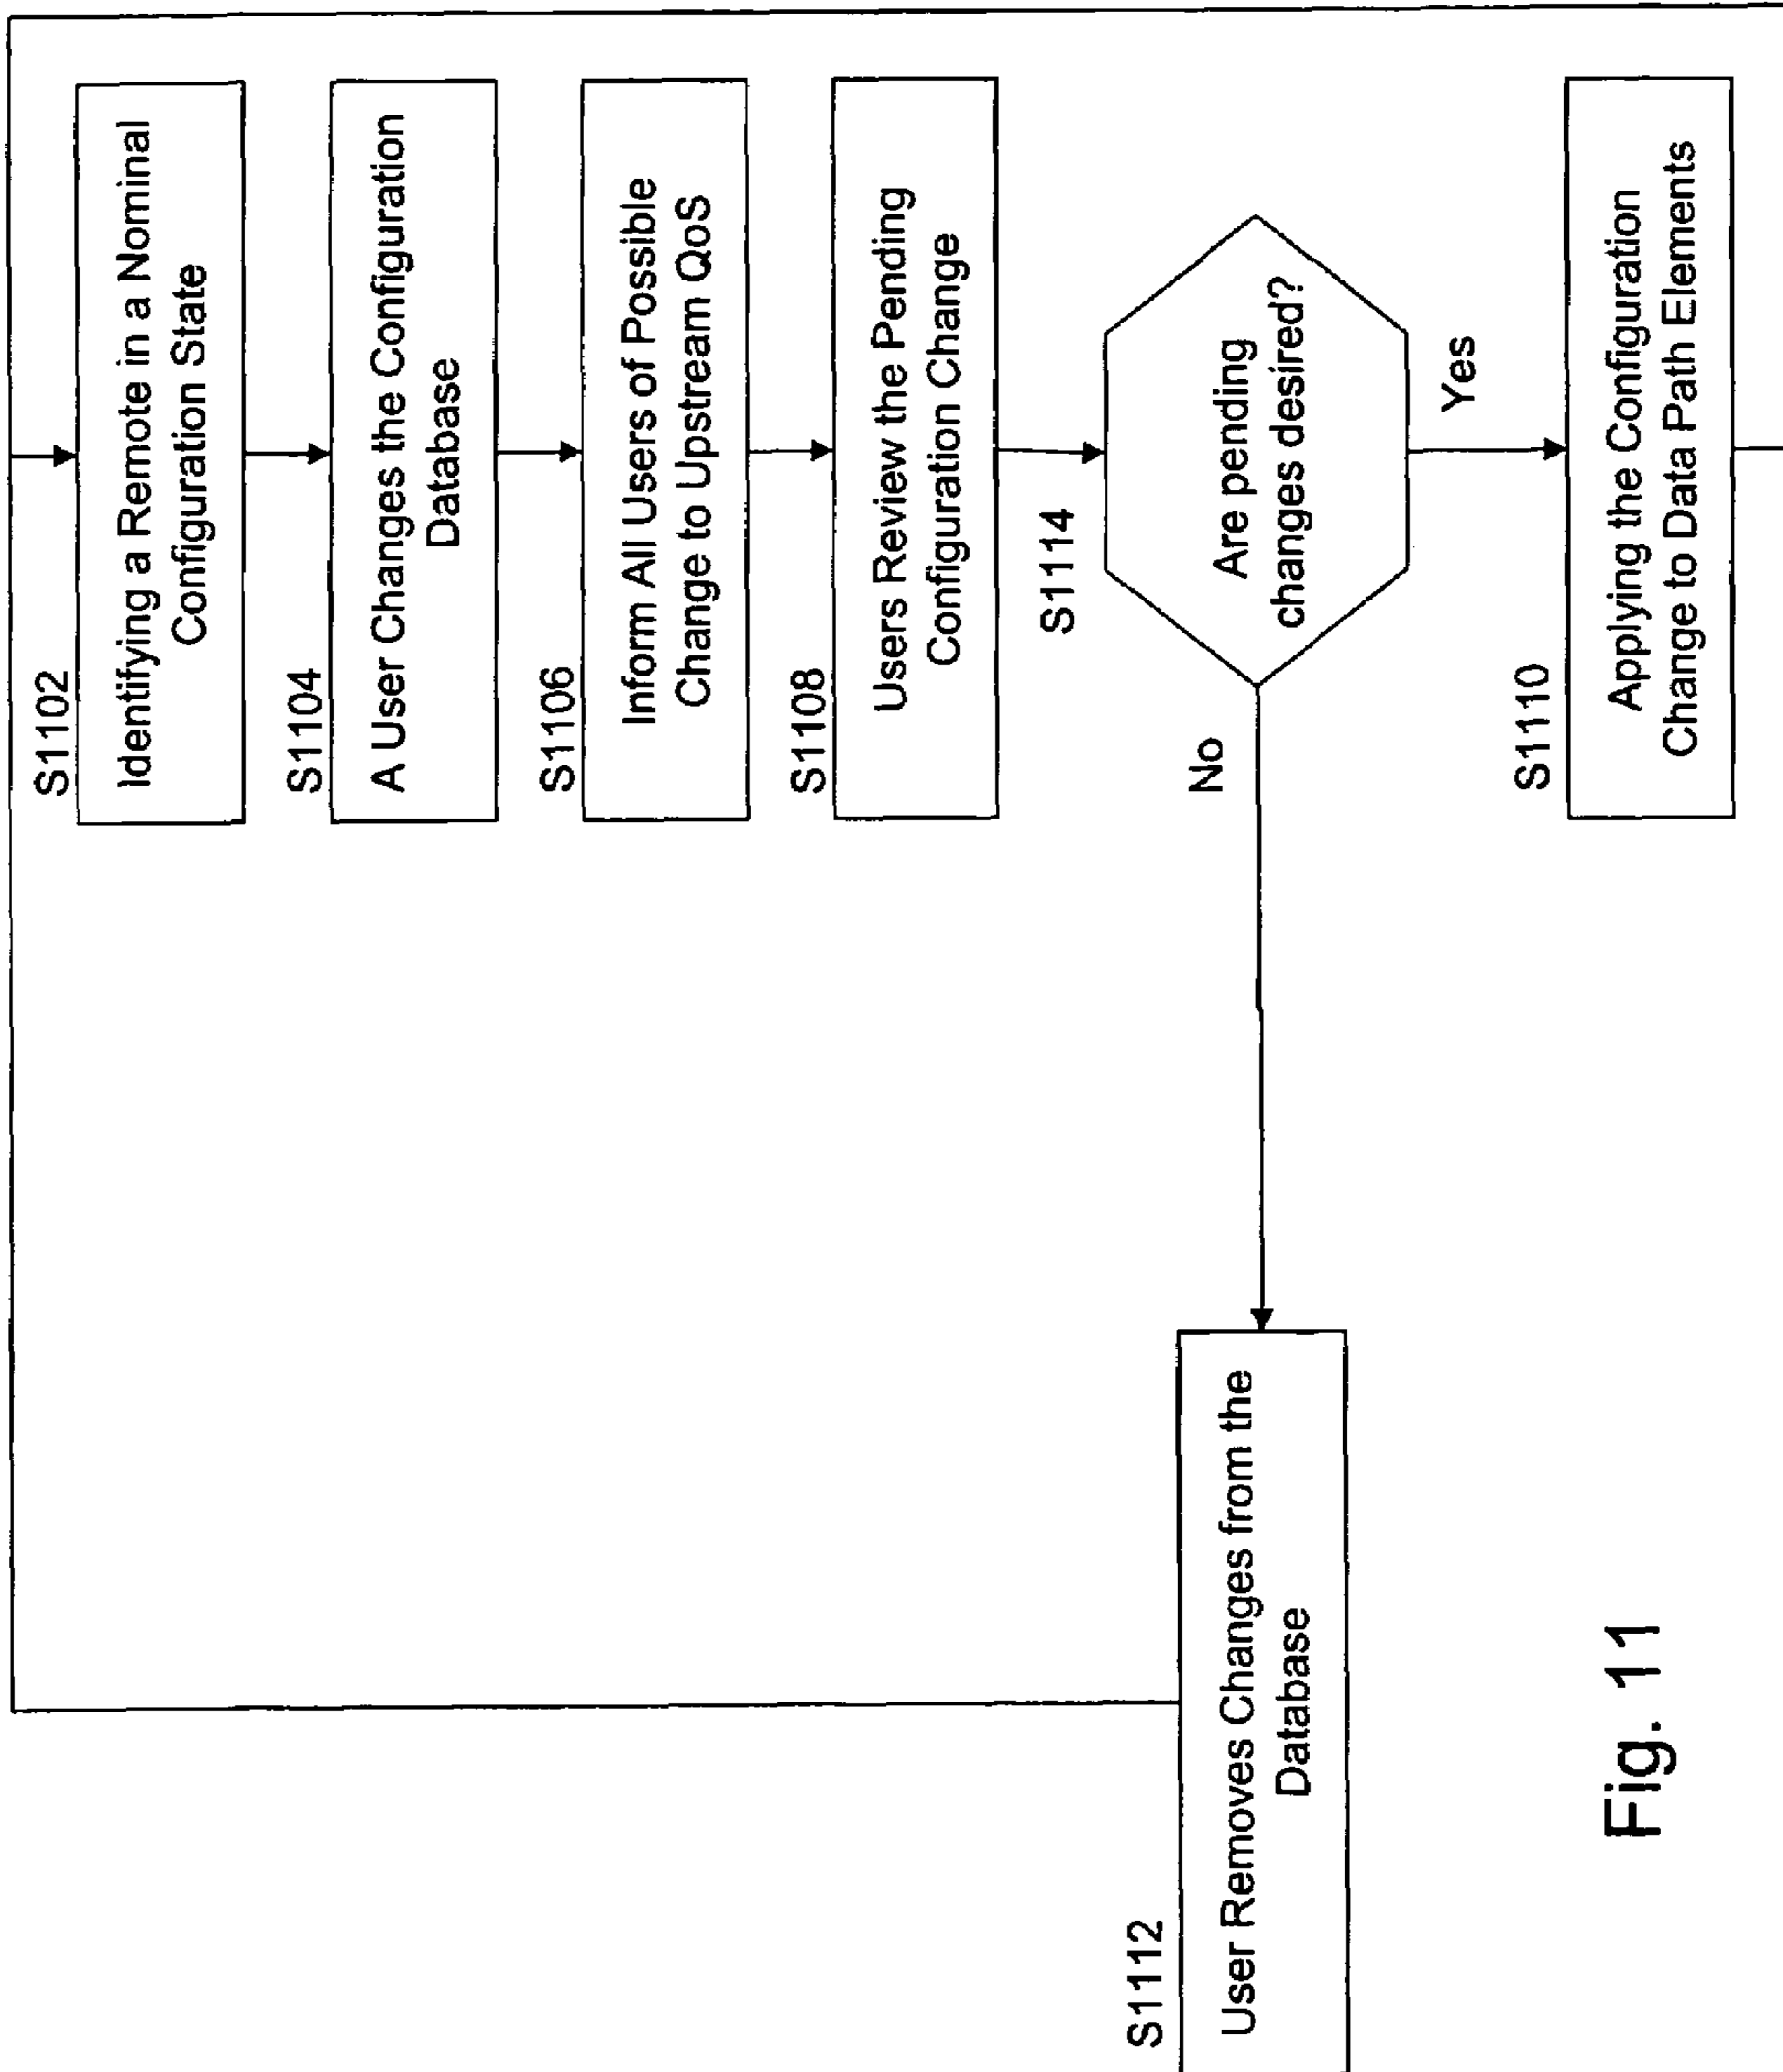 S1102
Identifying a Remote in a Nominal
Configuration State
S1104
A User Changes the Configuration
Database
S1106
Inform All Users of Possible
Change to Upstream QoS
S1108
Users Review the Pending
Configuration Change
S1114
Are pending
changes desired?
No
Yes
S1112
User Removes Changes from the
Database
S1110
Applying the Configuration
Change to Data Path Elements
Fig. 11